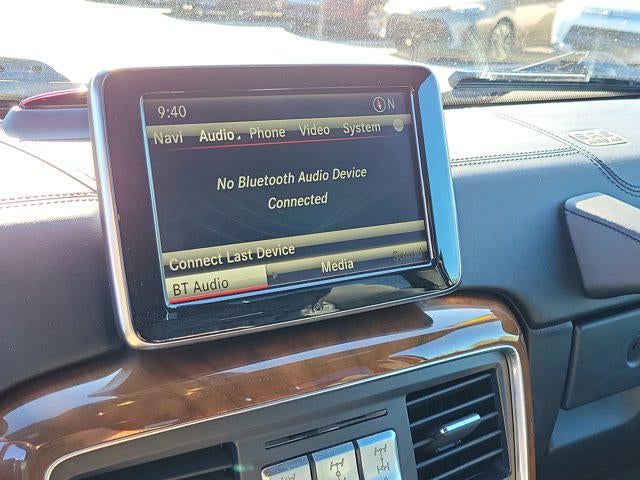 9:40 N
Navi Audio Phone Video System
No Bluetooth Audio Device
Connected
Connect Last Device
BT Audio Media Sound